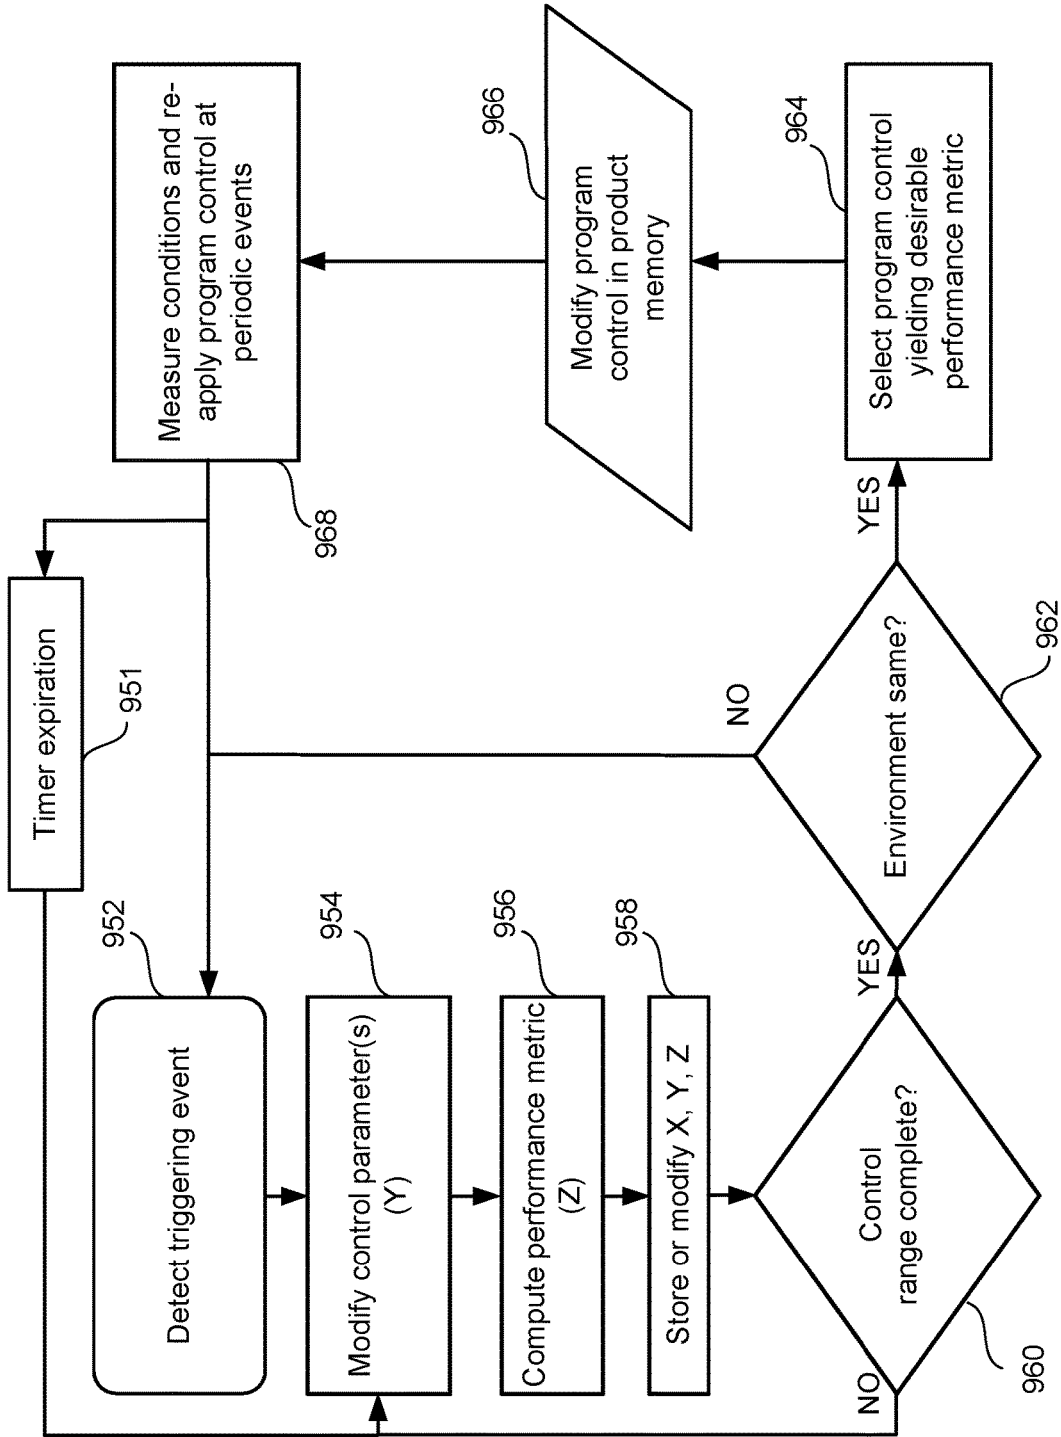 Timer expiration
951
Detect triggering event
952
Modify control parameter(s)
(Y)
954
Compute performance metric
(Z)
956
Store or modify X, Y, Z
958
Control
range complete?
960
NO
YES
Environment same?
962
NO
YES
Select program control
yielding desirable
performance metric
964
Modify program
control in product
memory
966
Measure conditions and re-
apply program control at
periodic events
968